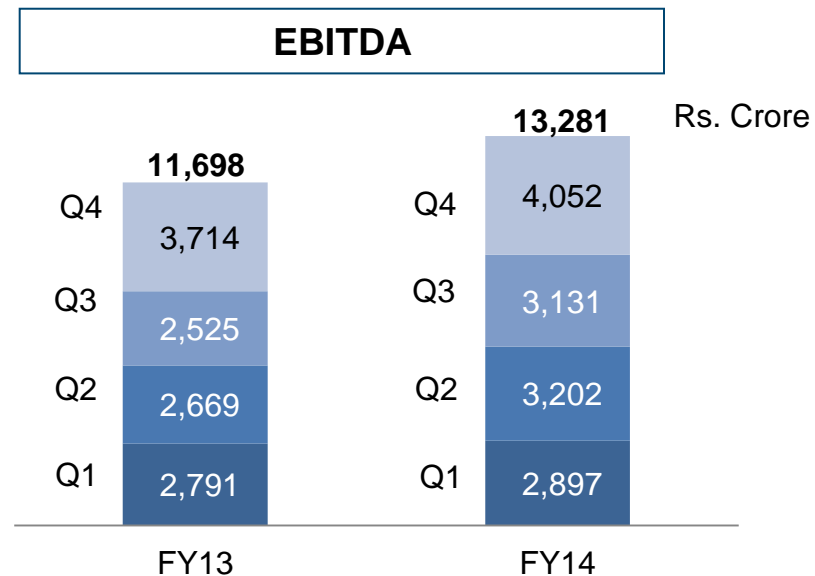 EBITDA
Rs. Crore
11,698
13,281
Q4 3,714
Q4 4,052
Q3 2,525
Q3 3,131
Q2 2,669
Q2 3,202
Q1 2,791
Q1 2,897
FY13
FY14